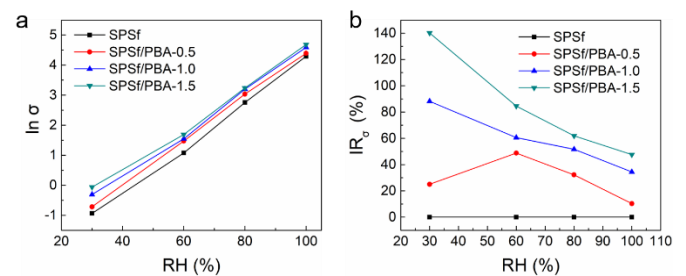 a
SPSf
SPSf/PBA-0.5
SPSf/PBA-1.0
SPSf/PBA-1.5
ln σ
5
4
3
2
1
0
-1
20 40 60 80 100
RH (%)
b
SPSf
SPSf/PBA-0.5
SPSf/PBA-1.0
SPSf/PBA-1.5
IRσ (%)
140
120
100
80
60
40
20
0
20 30 40 50 60 70 80 90 100 110
RH (%)